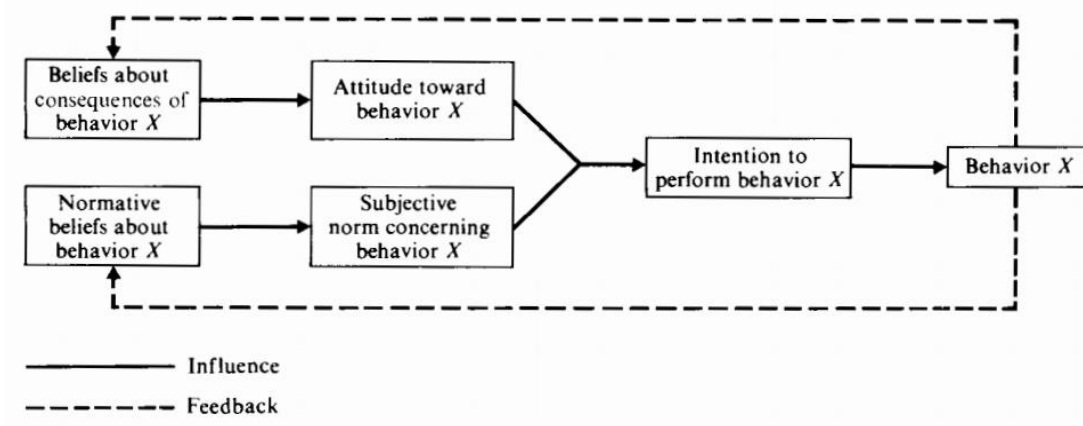 Beliefs about
consequences of
behavior X
Attitude toward
behavior X
Intention to
perform behavior X
Behavior X
Normative
beliefs about
behavior X
Subjective
norm concerning
behavior X
Influence
Feedback